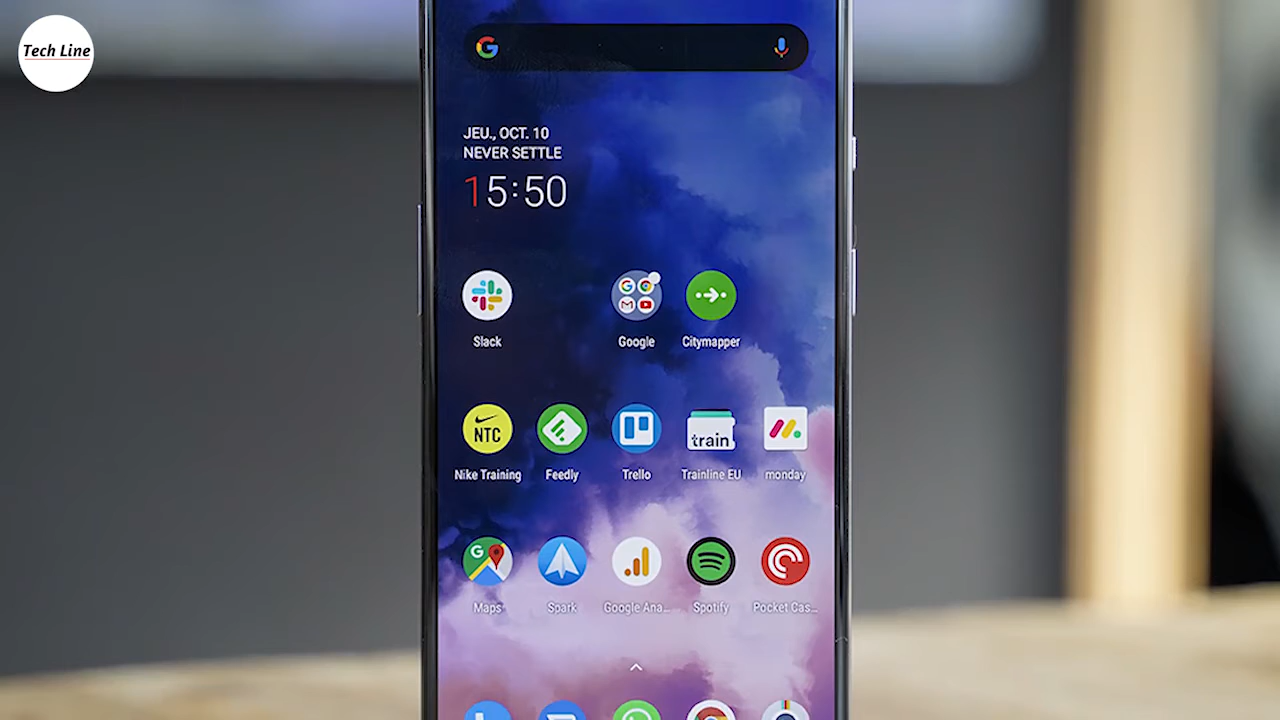 Tech Line
JEU., OCT. 10
NEVER SETTLE
15:50
Slack
Google
Citymapper
NTC
train
Nike Training
Feedly
Trello
Trainline EU
monday
Maps
Spark
Google Ana...
Spotify
Pocket Cas...